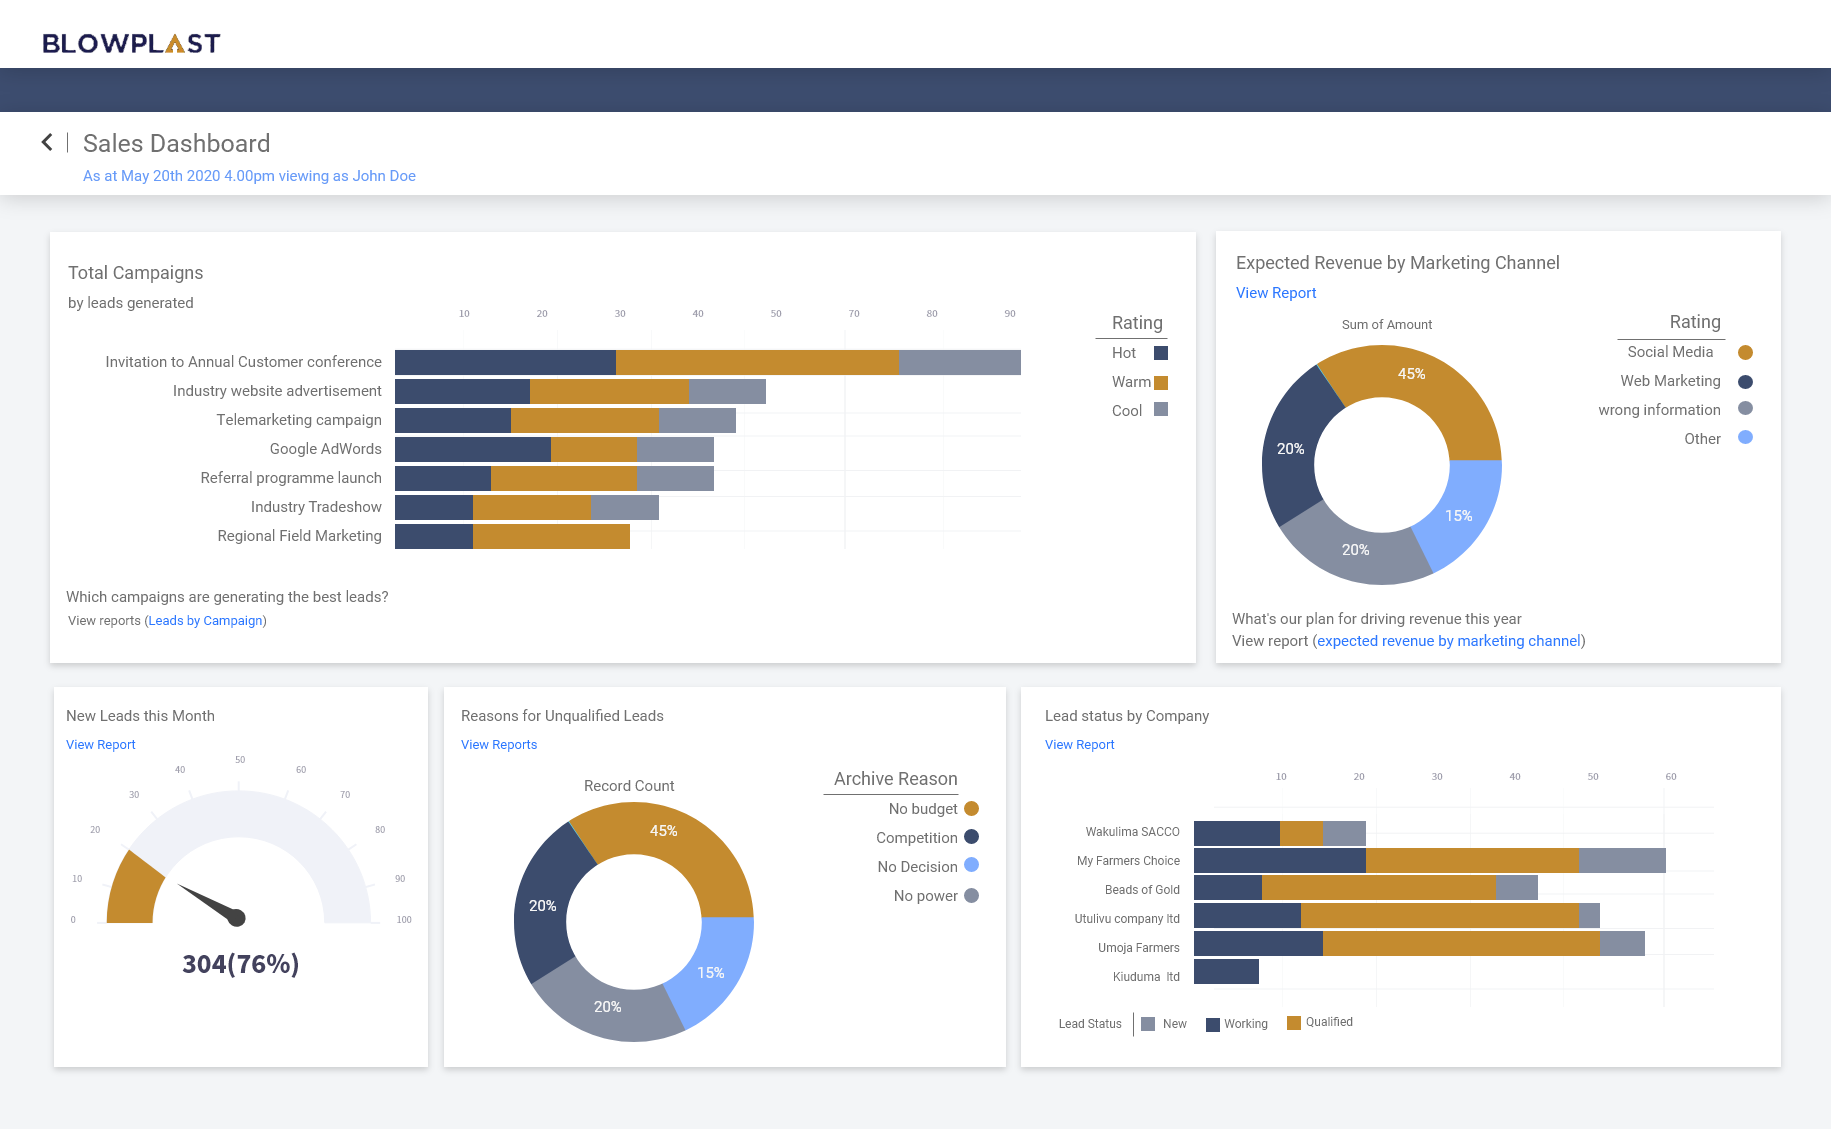 BLOWPLAST
Sales Dashboard
As at May 20th 2020 4.00pm viewing as John Doe
Total Campaigns
by leads generated
10 20 30 40 50 70 80 90
Invitation to Annual Customer conference
Industry website advertisement
Telemarketing campaign
Google AdWords
Referral programme launch
Industry Tradeshow
Regional Field Marketing
Rating
Hot
Warm
Cool
Which campaigns are generating the best leads?
View reports (Leads by Campaign)
Expected Revenue by Marketing Channel
View Report
Sum of Amount
45%
20%
15%
20%
Rating
Social Media
Web Marketing
wrong information
Other
What's our plan for driving revenue this year
View report (expected revenue by marketing channel)
New Leads this Month
View Report
0 10 20 30 40 50 60 70 80 90 100
304(76%)
Reasons for Unqualified Leads
View Reports
Record Count
45%
20%
15%
20%
Archive Reason
No budget
Competition
No Decision
No power
Lead status by Company
View Report
10 20 30 40 50 60
Wakulima SACCO
My Farmers Choice
Beads of Gold
Utulivu company ltd
Umoja Farmers
Kiuduma ltd
Lead Status New Working Qualified